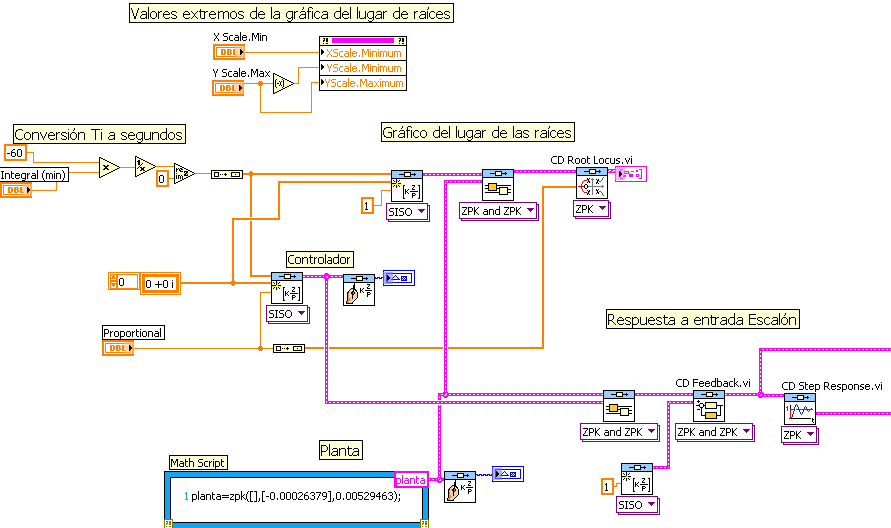 Valores extremos de la gráfica del lugar de raíces
X Scale.Min
DBL
XScale.Minimum
Y Scale.Max
YScale.Minimum
DBL
YScale.Maximum
Conversión Ti a segundos
Gráfico del lugar de las raíces
-60
CD Root Locus.vi
Integral (min)
0
DBL
1
SISO
ZPK and ZPK
ZPK
Controlador
0
0 +0 i
SISO
Proportional
DBL
Respuesta a entrada Escalón
CD Feedback.vi
CD Step Response.vi
ZPK and ZPK
ZPK and ZPK
ZPK
Planta
Math Script
planta
1 planta=zpk([],[-0.00026379],0.00529463);
1
SISO